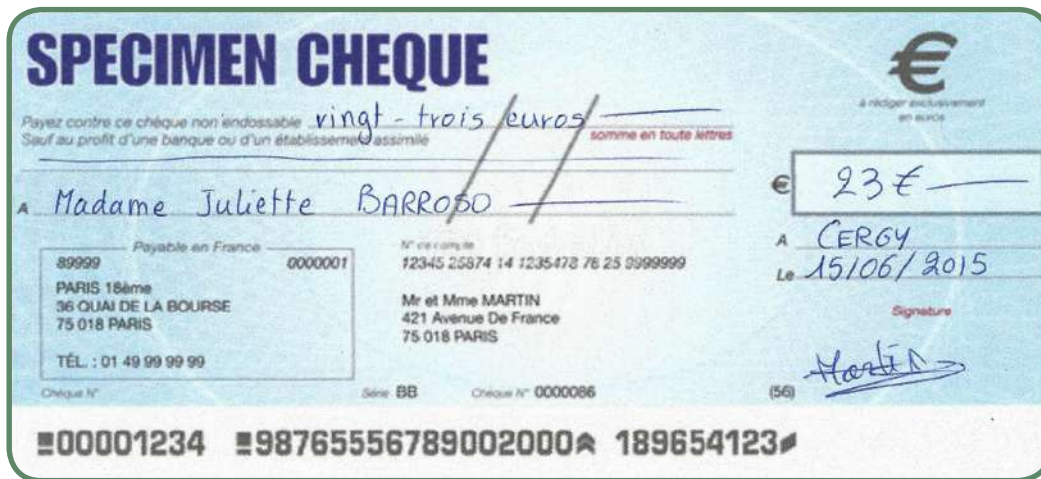 SPECIMEN CHEQUE
€
à rédiger exclusivement
en euros
Payez contre ce chèque non endossable vingt-trois euros
Sauf au profit d'une banque ou d'un établissement assimilé somme en toute lettres
€ 23€
A Madame Juliette BARROSO
A CERGY
Le 15/06/2015
Payable en France
89999 0000001
PARIS 18ème
36 QUAI DE LA BOURSE
75 018 PARIS
TÉL. : 01 49 99 99 99
N° de compte
12345 25874 14 1235478 78 25 9999999
Mr et Mme MARTIN
421 Avenue De France
75 018 PARIS
Signature
Martin
Chèque N° Série BB Chèque N° 0000086 (56)
00001234 98765556789002000 189654123